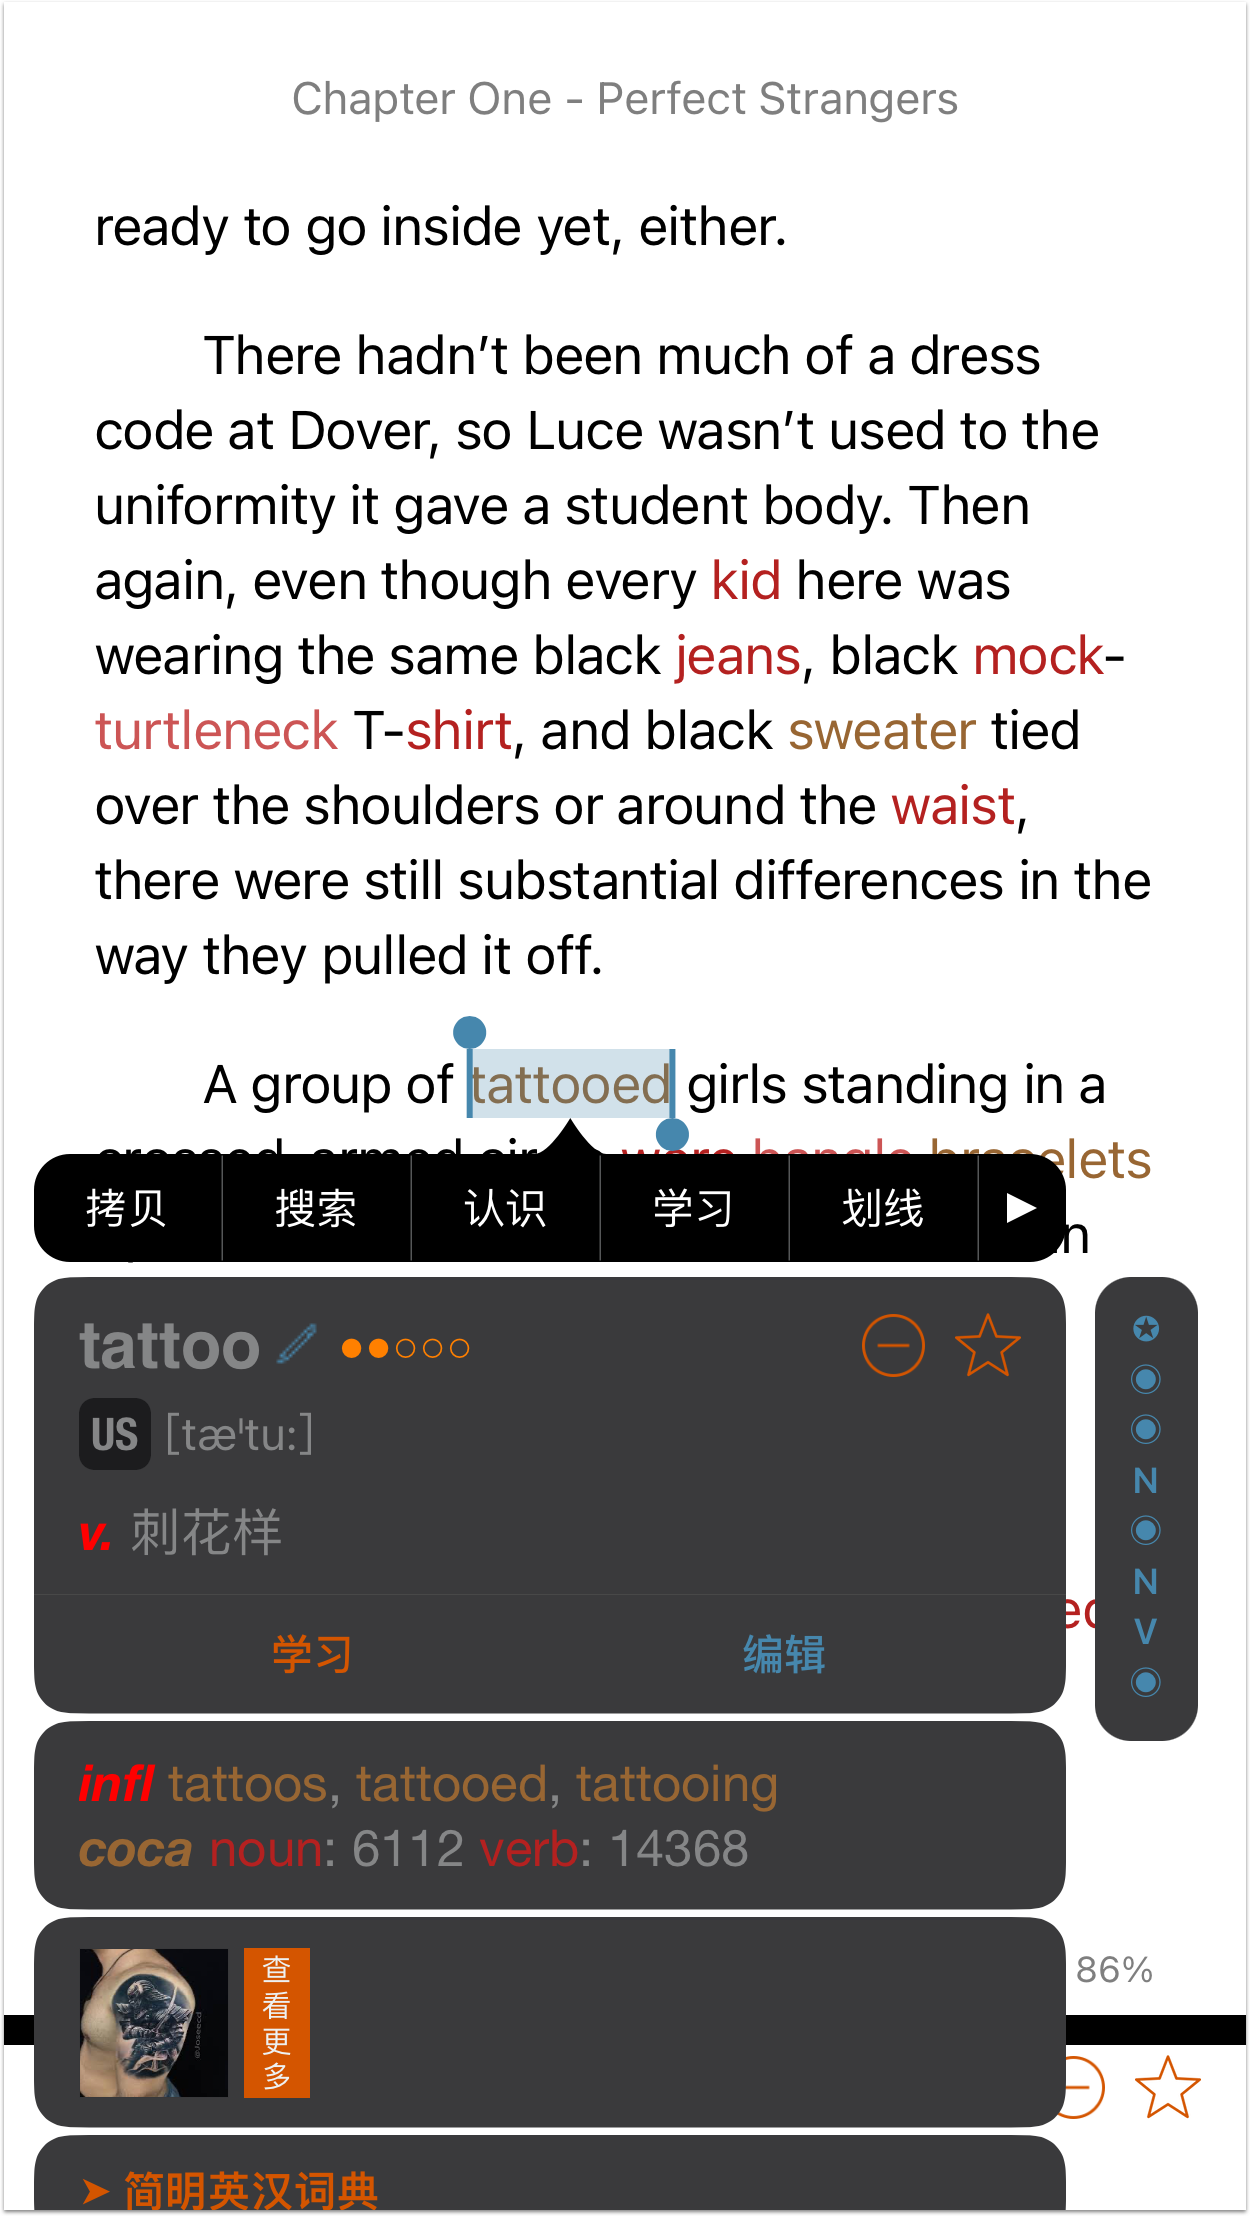 Chapter One - Perfect Strangers
ready to go inside yet, either.
There hadn’t been much of a dress
code at Dover, so Luce wasn’t used to the
uniformity it gave a student body. Then
again, even though every kid here was
wearing the same black jeans, black mock-
turtleneck T-shirt, and black sweater tied
over the shoulders or around the waist,
there were still substantial differences in the
way they pulled it off.
A group of tattooed girls standing in a
bangle bracelets
拷贝 搜索 认识 学习 划线 ▶
tattoo
US [tæ'tu:]
v. 刺花样
学习 编辑
N
N
V
infl tattoos, tattooed, tattooing
coca noun: 6112 verb: 14368
查看更多
86%
➤ 简明英汉词典